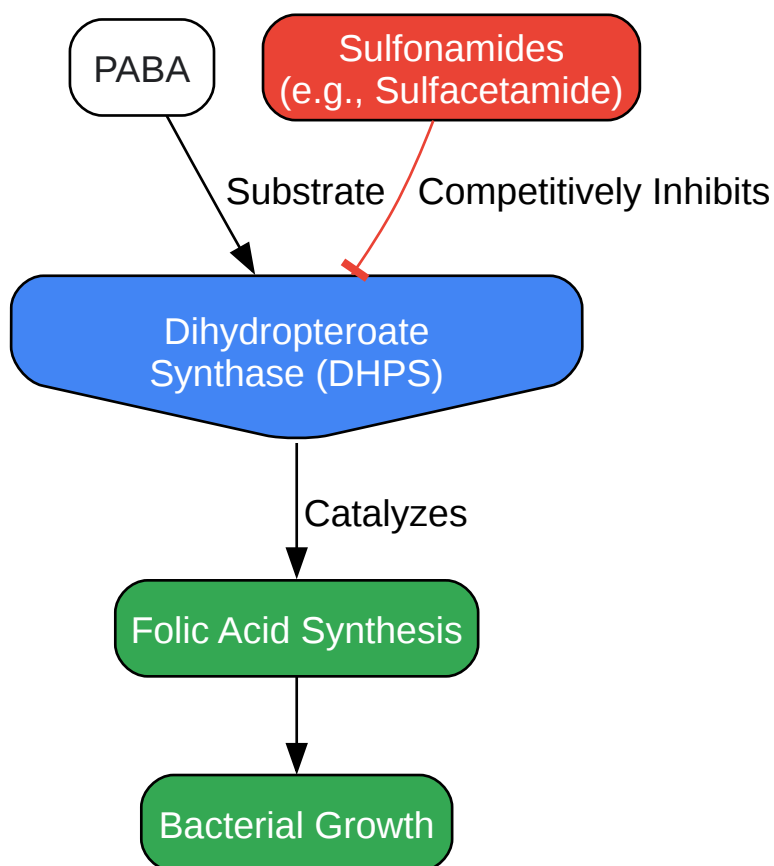 PABA
Sulfonamides
(e.g., Sulfacetamide)
Substrate
Competitively Inhibits
Dihydropteroate
Synthase (DHPS)
Catalyzes
Folic Acid Synthesis
Bacterial Growth